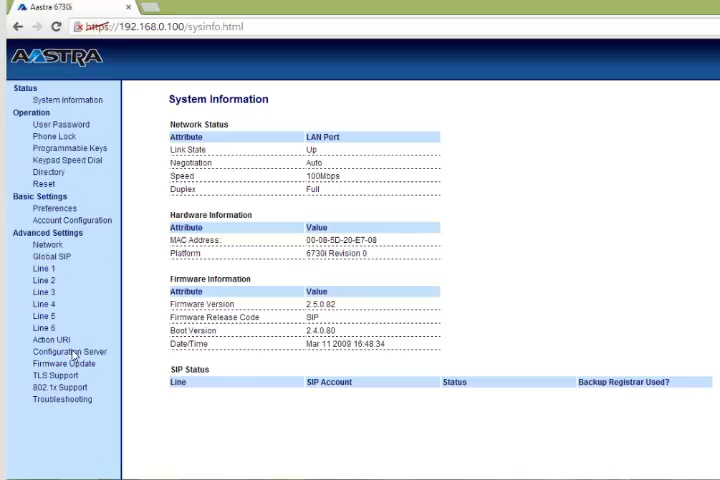 Aastra 6730i
https://192.168.0.100/sysinfo.html
AASTRA
Status
System Information
Operation
User Password
Phone Lock
Programmable Keys
Keypad Speed Dial
Directory
Reset
Basic Settings
Preferences
Account Configuration
Advanced Settings
Network
Global SIP
Line 1
Line 2
Line 3
Line 4
Line 5
Line 6
Action URI
Configuration Server
Firmware Update
TLS Support
802.1x Support
Troubleshooting
System Information
Network Status
Attribute LAN Port
Link State Up
Negotiation Auto
Speed 100Mbps
Duplex Full
Hardware Information
Attribute Value
MAC Address: 00-08-5D-20-E7-08
Platform 6730i Revision 0
Firmware Information
Attribute Value
Firmware Version 2.5.0.82
Firmware Release Code SIP
Boot Version 2.4.0.80
Date/Time Mar 11 2009 16:48:34
SIP Status
Line SIP Account Status Backup Registrar Used?